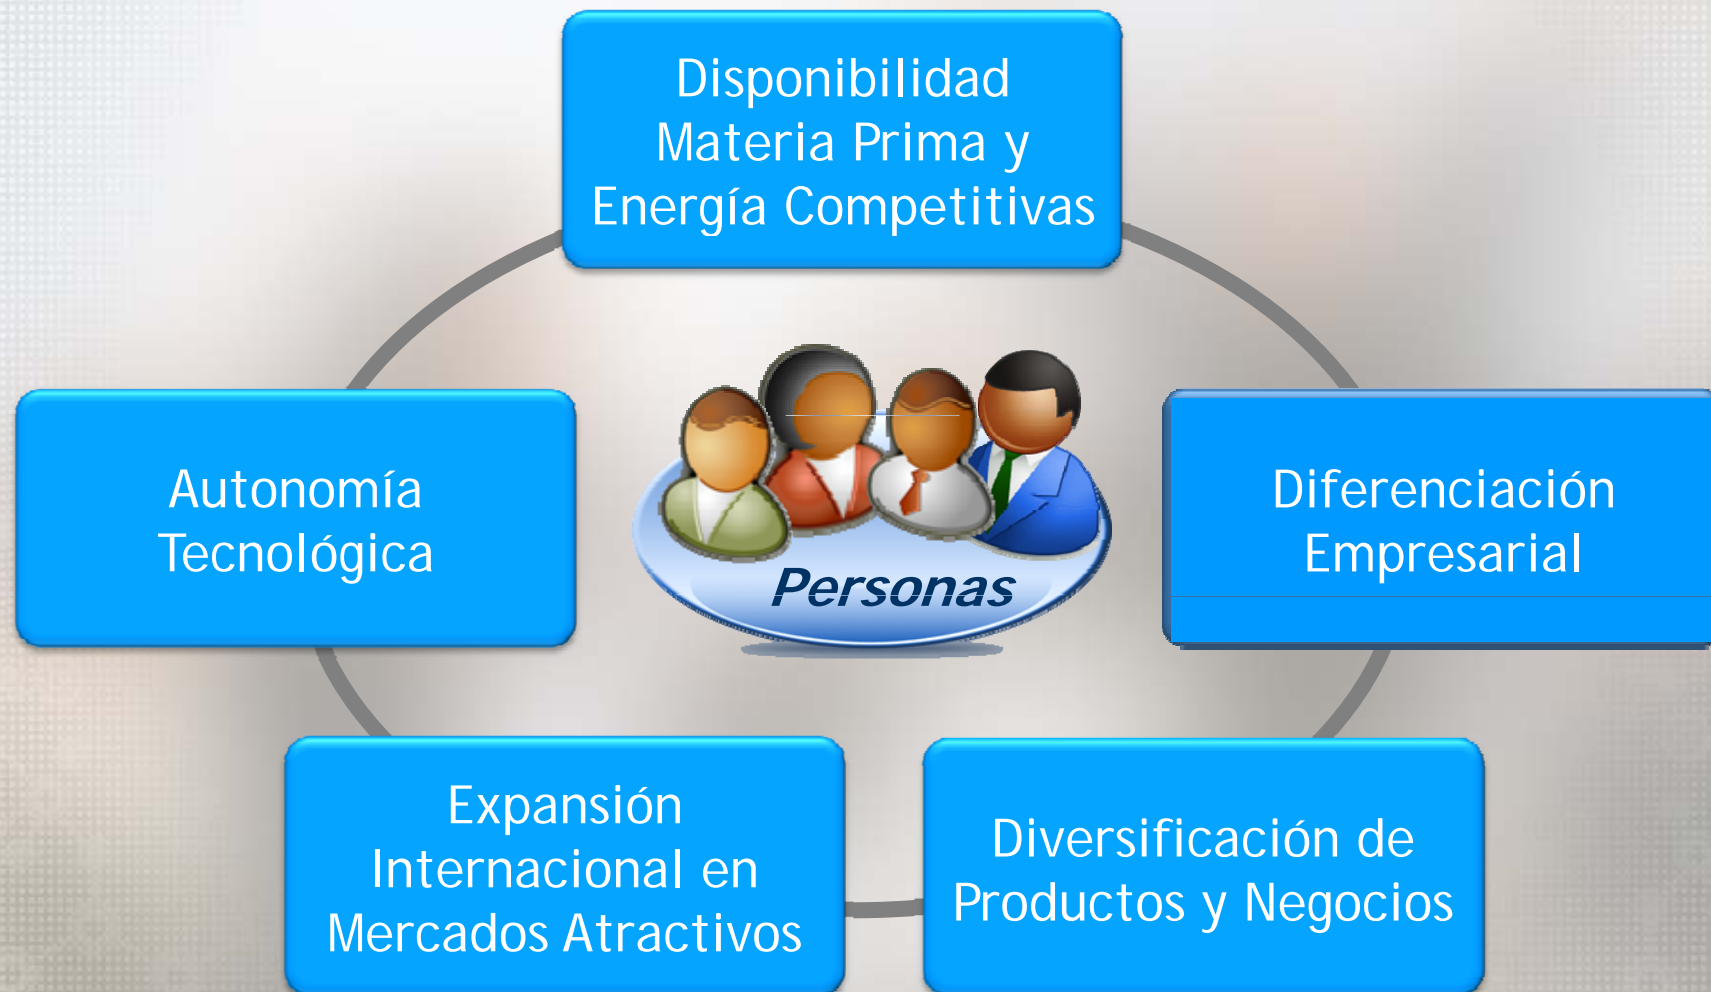 Disponibilidad
Materia Prima y
Energía Competitivas
Autonomía
Tecnológica
Personas
Diferenciación
Empresarial
Expansión
Internacional en
Mercados Atractivos
Diversificación de
Productos y Negocios